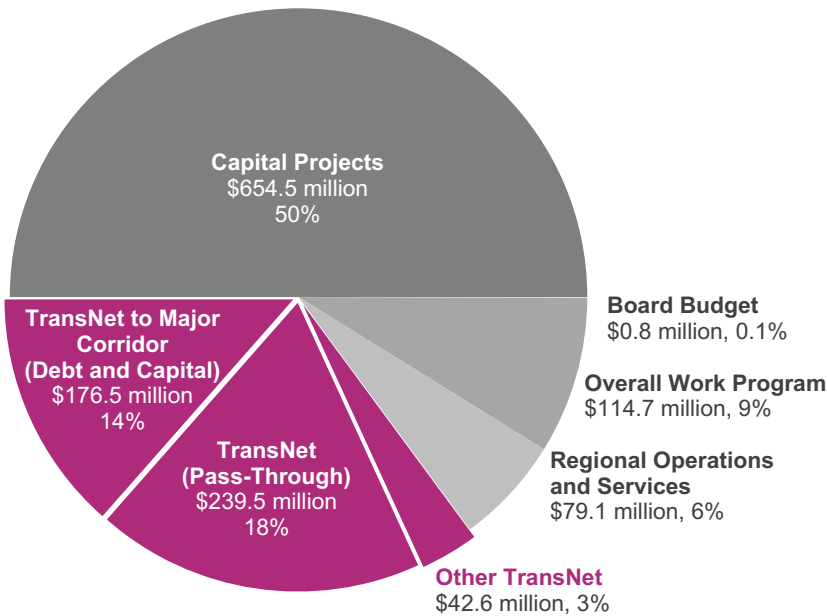 Capital Projects
$654.5 million
50%
Board Budget
$0.8 million, 0.1%
Overall Work Program
$114.7 million, 9%
Regional Operations
and Services
$79.1 million, 6%
Other TransNet
$42.6 million, 3%
TransNet
(Pass-Through)
$239.5 million
18%
TransNet to Major
Corridor
(Debt and Capital)
$176.5 million
14%